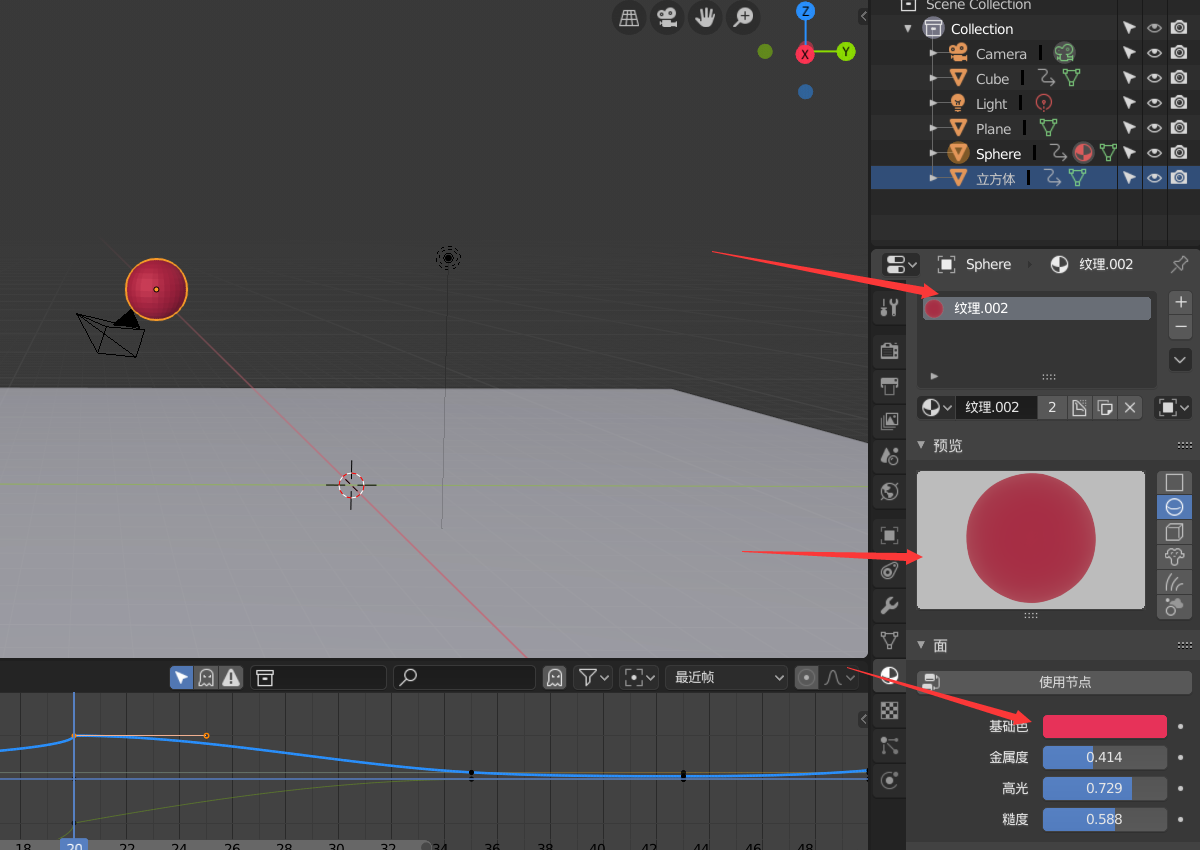 Scene Collection
Collection
Camera
Cube
Light
Plane
Sphere
立方体
Z
X
Y
Sphere 纹理.002
纹理.002
纹理.002 2
预览
面
使用节点
基础色
金属度 0.414
高光 0.729
糙度 0.588
最近帧
18 20 22 24 26 28 30 32 34 36 38 40 42 44 46 48